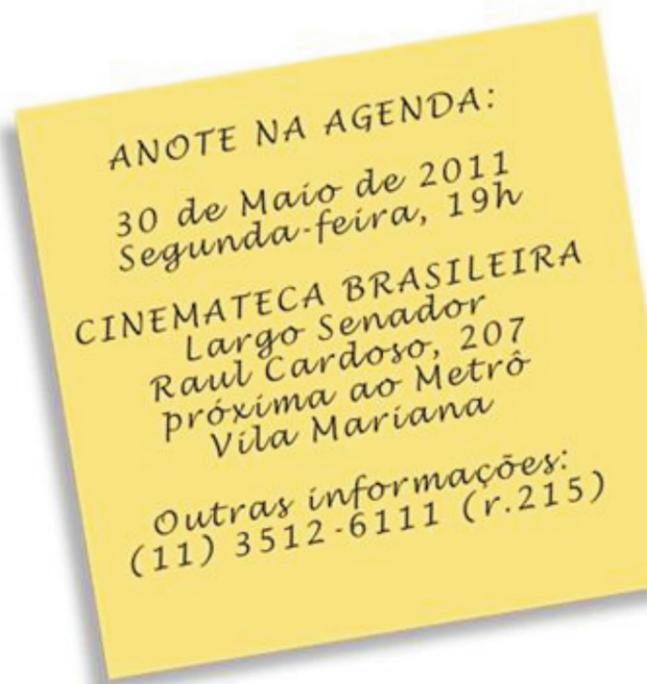 ANOTE NA AGENDA:
30 de Maio de 2011
Segunda-feira, 19h
CINEMATECA BRASILEIRA
Largo Senador
Raul Cardoso, 207
próxima ao Metrô
Vila Mariana
Outras informações:
(11) 3512-6111 (r.215)